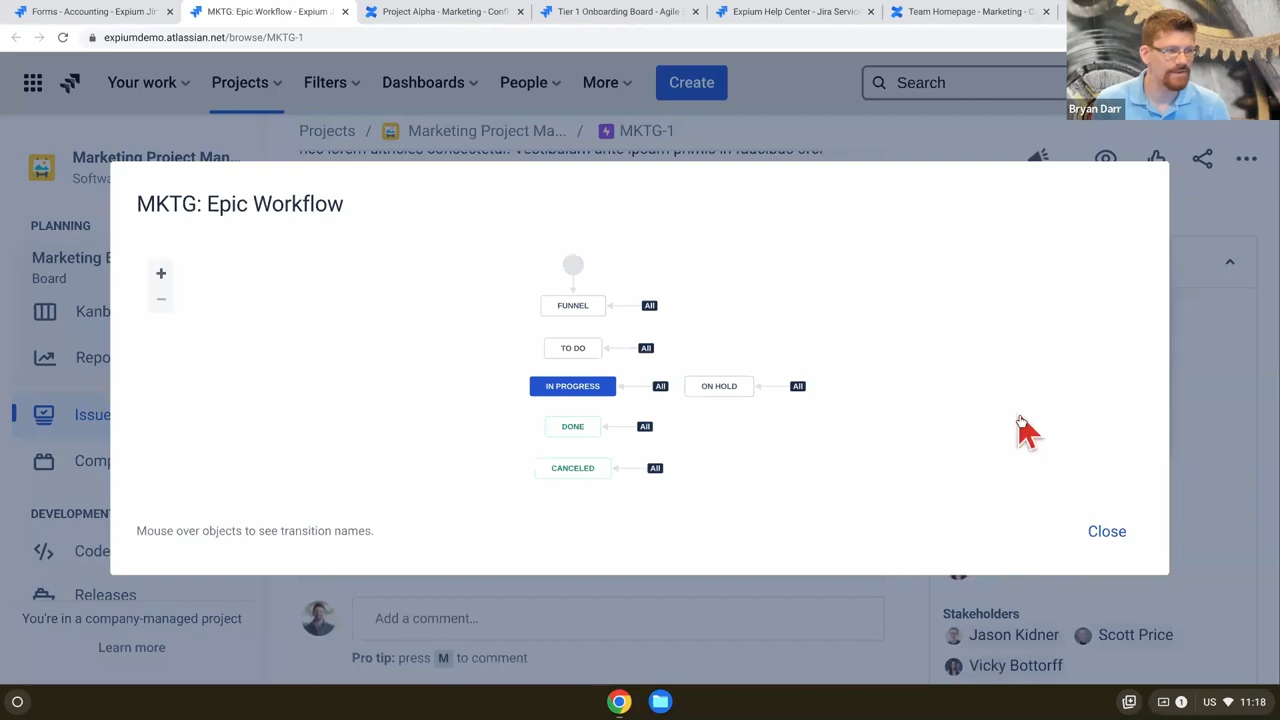 Forms - Accounting - Expium Jir
MKTG: Epic Workflow - Expium J
Project Alpha - Marketing - Conf
Tier 1 Onboarding Board - Agile
Expium Help Center - Jira Servic
Team Homepage - Marketing - C
expiumdemo.atlassian.net/browse/MKTG-1
Your work
Projects
Filters
Dashboards
People
More
Create
Search
Bryan Darr
Projects / Marketing Project Ma... / MKTG-1
Marketing Project Man...
Softwa
MKTG: Epic Workflow
PLANNING
Marketing B
Board
Kanb
Repo
Issue
Comp
DEVELOPMENT
Code
Releases
You're in a company-managed project
Learn more
FUNNEL
All
TO DO
All
IN PROGRESS
All
ON HOLD
All
DONE
All
CANCELED
All
Mouse over objects to see transition names.
Close
Add a comment…
Pro tip: press M to comment
Stakeholders
Jason Kidner
Scott Price
Vicky Bottorff
1
US
11:18